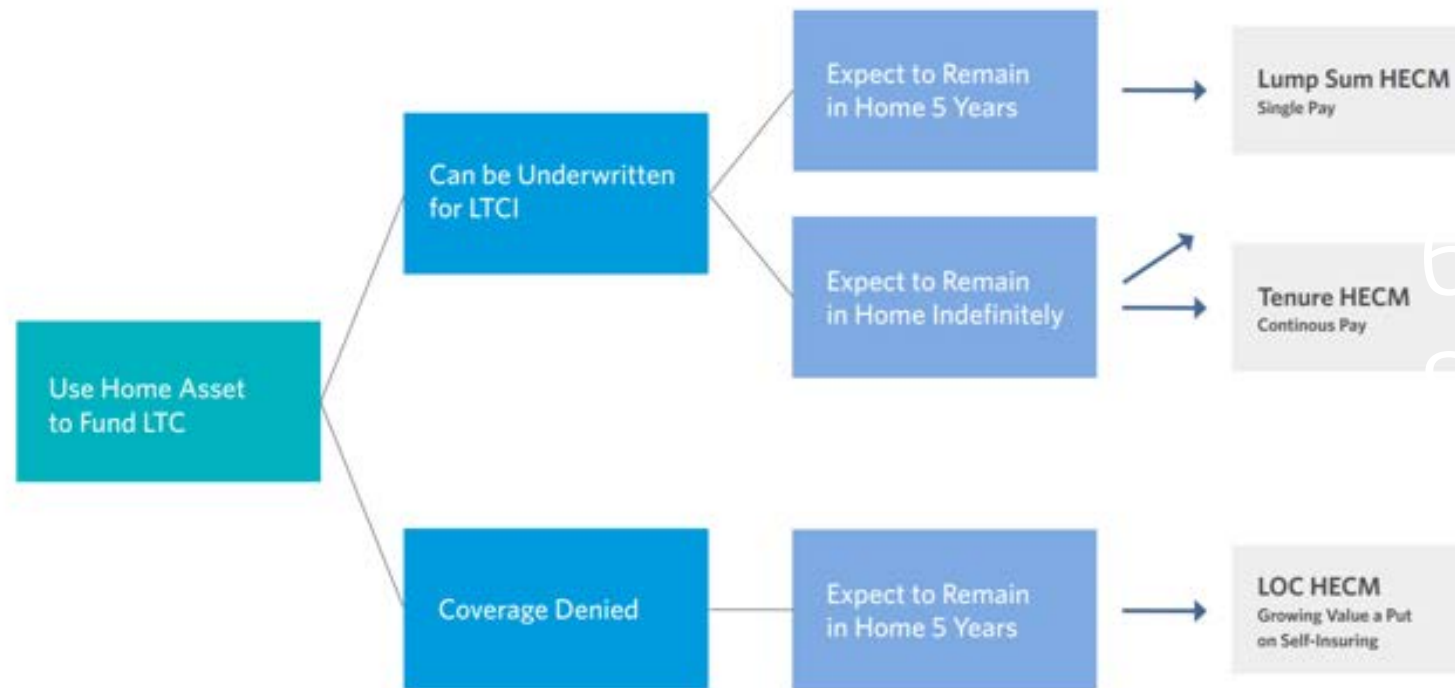 Use Home Asset
to Fund LTC
Can be Underwritten
for LTCI
Expect to Remain
in Home 5 Years
Lump Sum HECM
Single Pay
Expect to Remain
in Home Indefinitely
Tenure HECM
Continous Pay
Coverage Denied
Expect to Remain
in Home 5 Years
LOC HECM
Growing Value a Put
on Self-Insuring